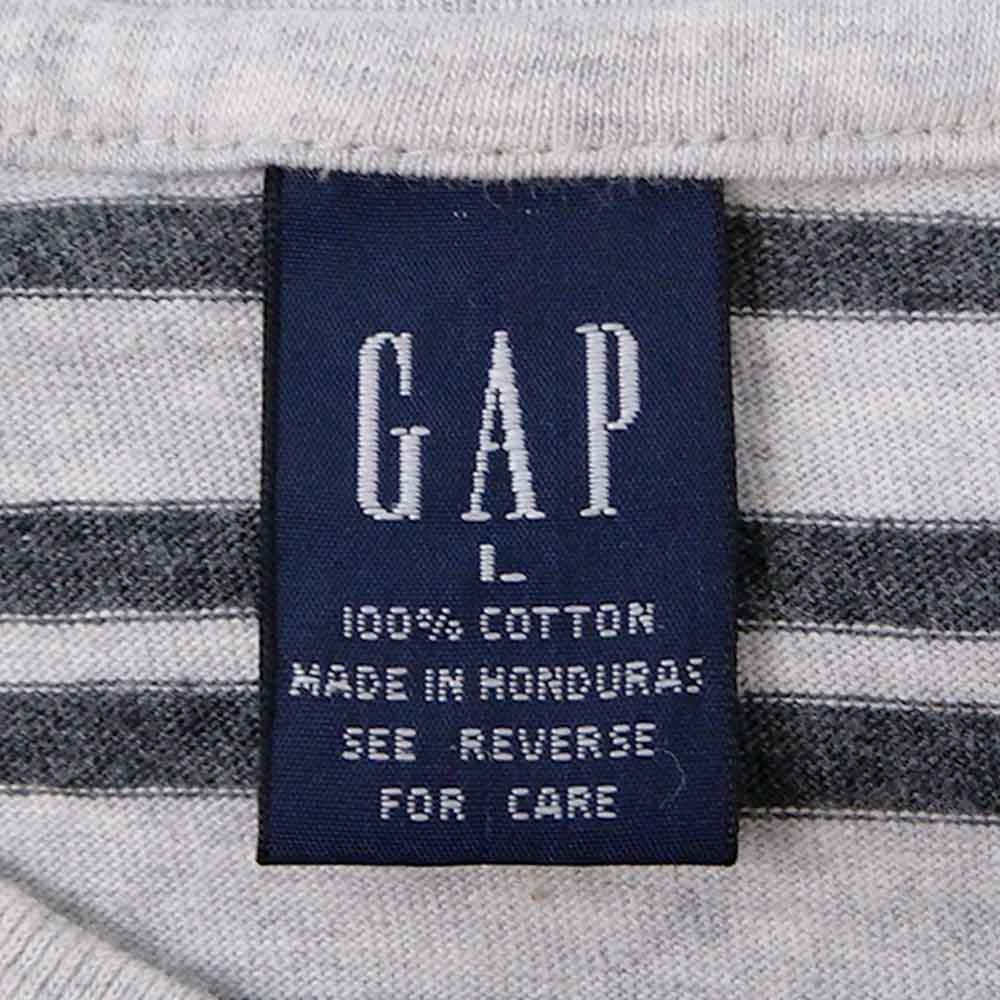 GAP
L
100% COTTON
MADE IN HONDURAS
SEE REVERSE
FOR CARE